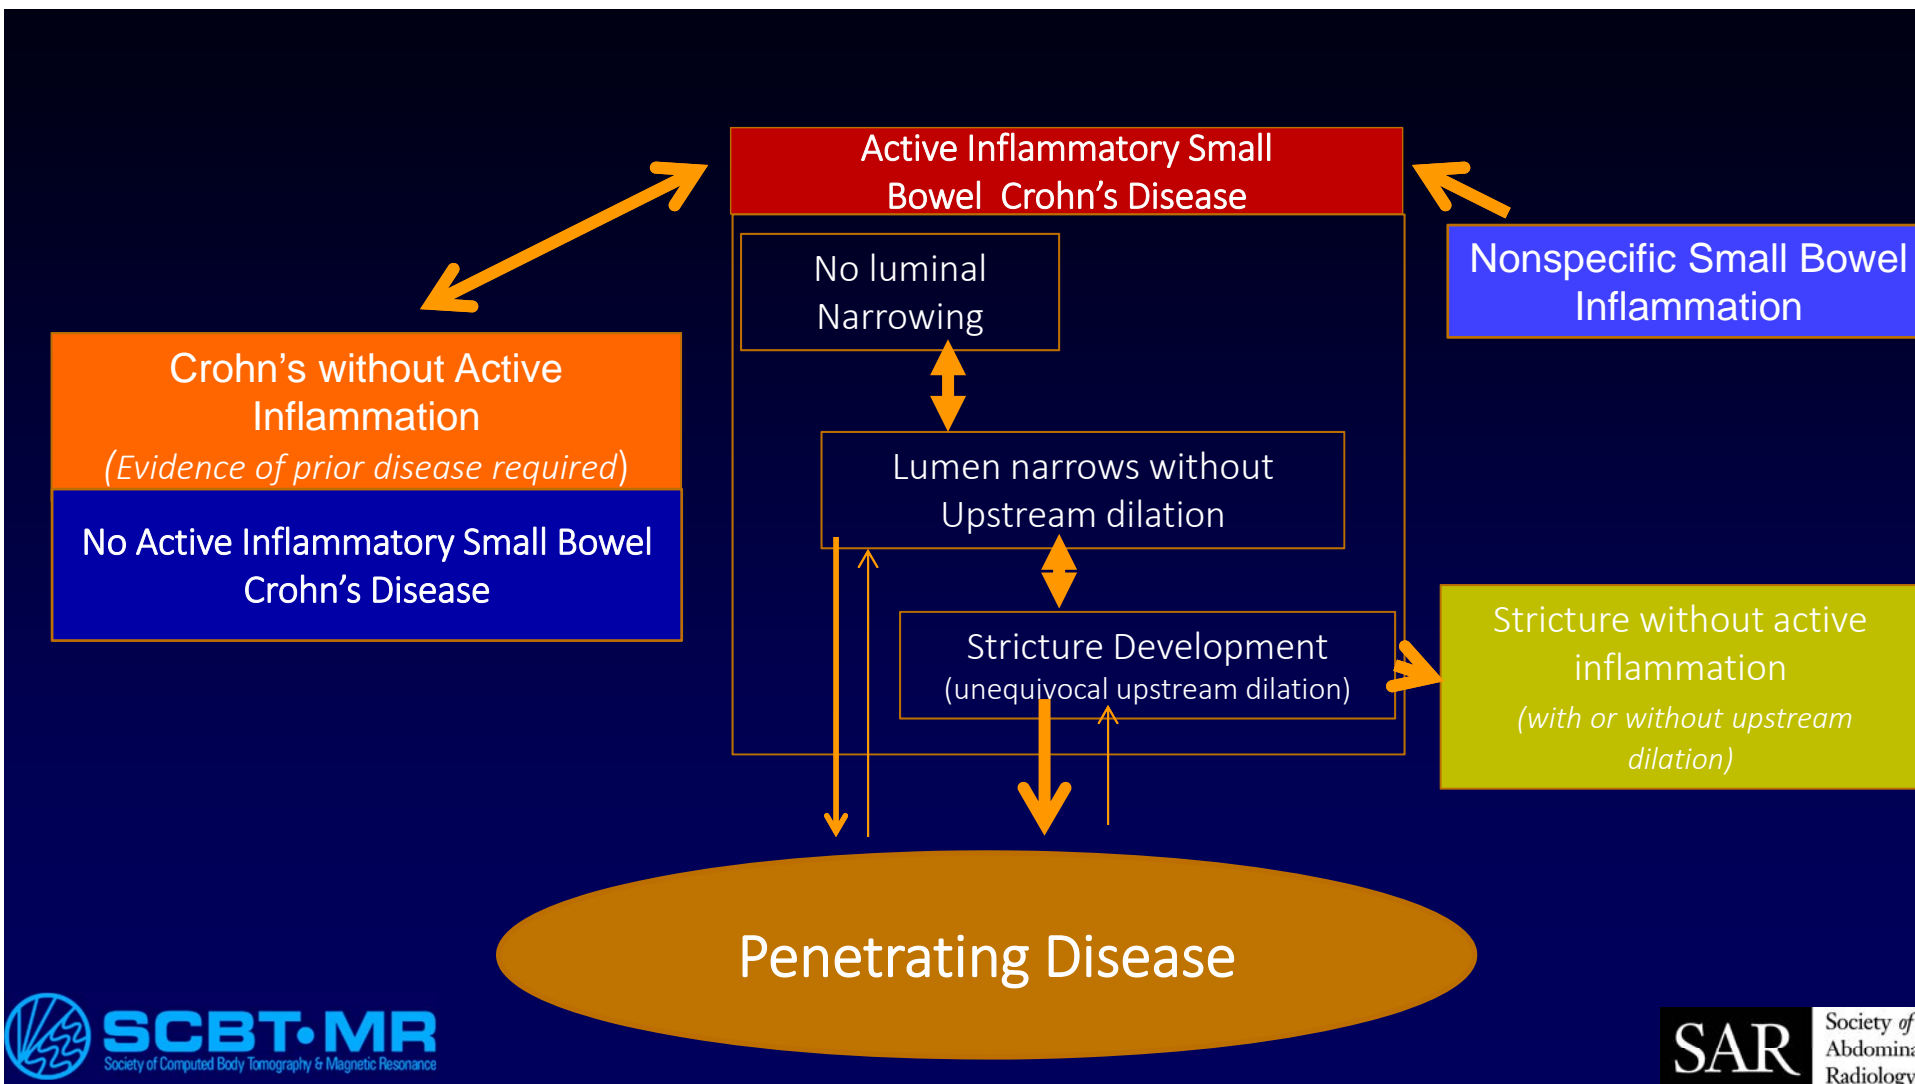 Active Inflammatory Small
Bowel Crohn's Disease
No luminal
Narrowing
Nonspecific Small Bowel
Inflammation
Crohn's without Active
Inflammation
(Evidence of prior disease required)
No Active Inflammatory Small Bowel
Crohn's Disease
Lumen narrows without
Upstream dilation
Stricture Development
(unequivocal upstream dilation)
Stricture without active
inflammation
(with or without upstream
dilation)
Penetrating Disease
SCBT•MR
Society of Computed Body Tomography & Magnetic Resonance
SAR
Society of
Abdomina
Radiology